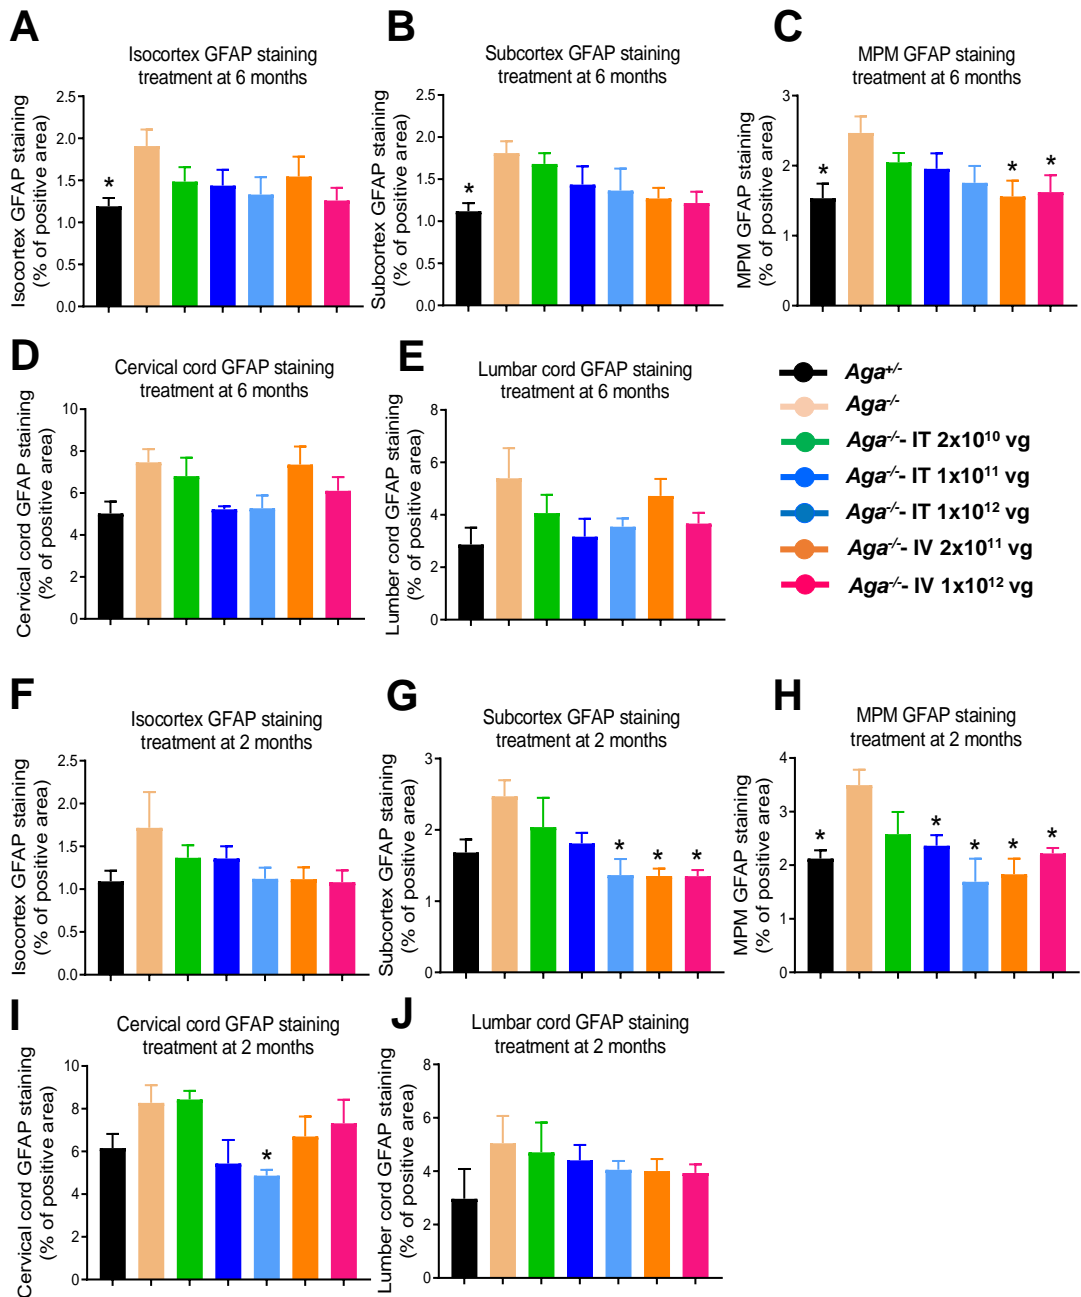 A
Isocortex GFAP staining
treatment at 6 months
Isocortex GFAP staining
(% of positive area)
2.5
2.0
1.5
1.0
0.5
0.0
*
B
Subcortex GFAP staining
treatment at 6 months
Subcortex GFAP staining
(% of positive area)
2.5
2.0
1.5
1.0
0.5
0.0
*
C
MPM GFAP staining
treatment at 6 months
MPM GFAP staining
(% of positive area)
3
2
1
0
*
*
*
D
Cervical cord GFAP staining
treatment at 6 months
Cervical cord GFAP staining
(% of positive area)
10
8
6
4
2
0
E
Lumbar cord GFAP staining
treatment at 6 months
Lumber cord GFAP staining
(% of positive area)
8
6
4
2
0
Aga⁺/⁻
Aga⁻/⁻
Aga⁻/⁻- IT 2x10¹⁰ vg
Aga⁻/⁻- IT 1x10¹¹ vg
Aga⁻/⁻- IT 1x10¹² vg
Aga⁻/⁻- IV 2x10¹¹ vg
Aga⁻/⁻- IV 1x10¹² vg
F
Isocortex GFAP staining
treatment at 2 months
Isocortex GFAP staining
(% of positive area)
2.5
2.0
1.5
1.0
0.5
0.0
G
Subcortex GFAP staining
treatment at 2 months
Subcortex GFAP staining
(% of positive area)
3
2
1
0
*
*
*
H
MPM GFAP staining
treatment at 2 months
MPM GFAP staining
(% of positive area)
4
3
2
1
0
*
*
*
*
*
I
Cervical cord GFAP staining
treatment at 2 months
Cervical cord GFAP staining
(% of positive area)
10
8
6
4
2
0
*
J
Lumbar cord GFAP staining
treatment at 2 months
Lumber cord GFAP staining
(% of positive area)
8
6
4
2
0